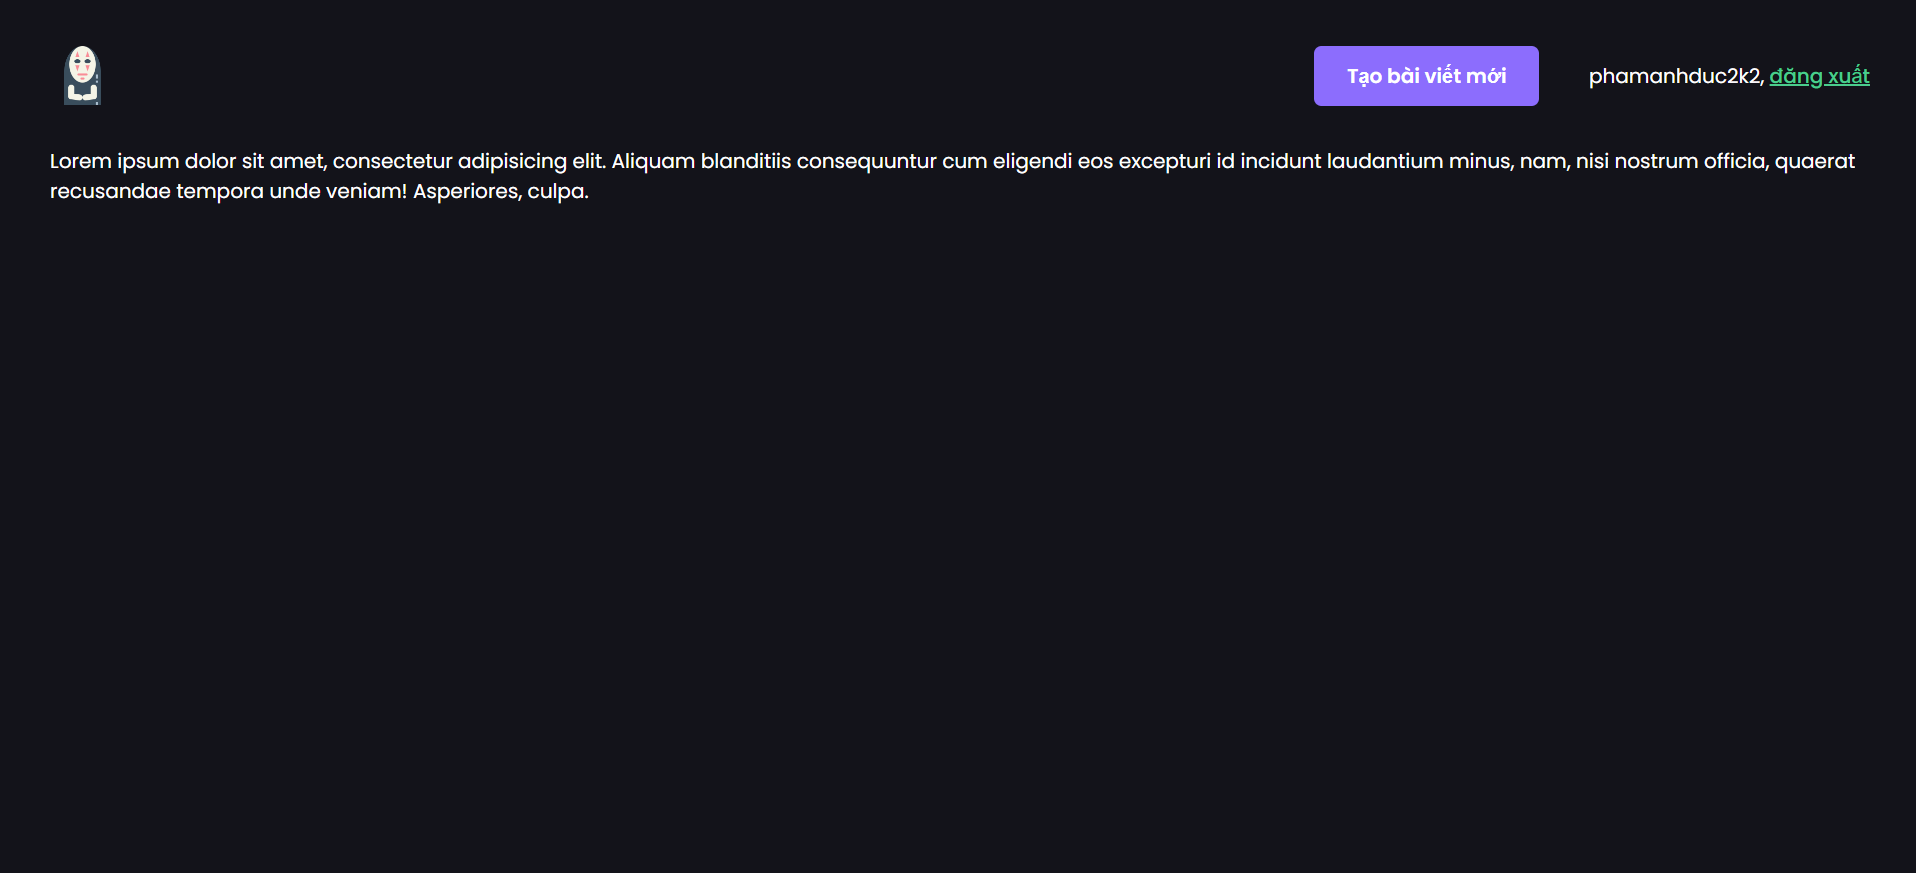 Tạo bài viết mới
phamanhduc2k2, đăng xuất
Lorem ipsum dolor sit amet, consectetur adipisicing elit. Aliquam blanditiis consequuntur cum eligendi eos excepturi id incidunt laudantium minus, nam, nisi nostrum officia, quaerat
recusandae tempora unde veniam! Asperiores, culpa.